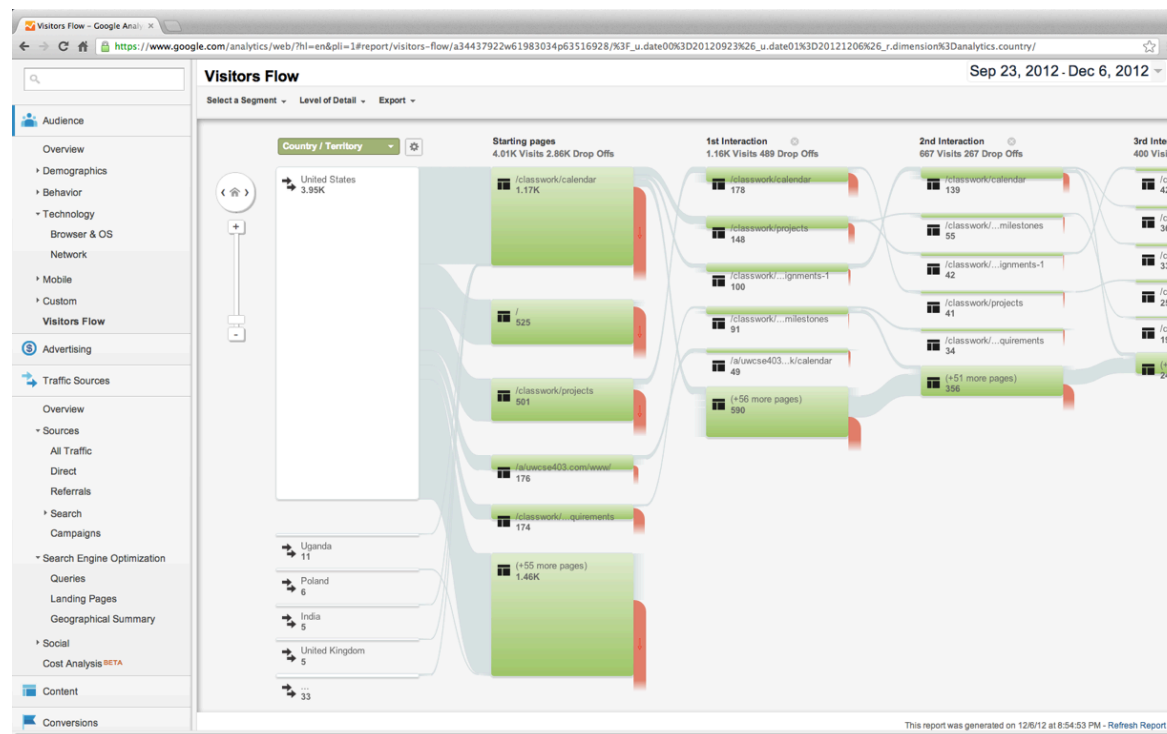 Visitors Flow – Google Analy
https://www.google.com/analytics/web/?hl=en&pli=1#report/visitors-flow/a34437922w61983034p63516928/%3F_u.date00%3D20120923%26_u.date01%3D20121206%26_r.dimension%3Danalytics.country/
Visitors Flow
Sep 23, 2012 - Dec 6, 2012
Select a Segment Level of Detail Export
Audience
Overview
Demographics
Behavior
Technology
Browser & OS
Network
Mobile
Custom
Visitors Flow
Advertising
Traffic Sources
Overview
Sources
All Traffic
Direct
Referrals
Search
Campaigns
Search Engine Optimization
Queries
Landing Pages
Geographical Summary
Social
Cost Analysis BETA
Content
Conversions
Country / Territory
United States
3.95K
Uganda
11
Poland
6
India
5
United Kingdom
5
...
33
Starting pages
4.01K Visits 2.86K Drop Offs
/classwork/calendar
1.17K
/
525
/classwork/projects
501
/a/uwcse403.com/www/
176
/classwork/...quirements
174
(+55 more pages)
1.46K
1st Interaction
1.16K Visits 489 Drop Offs
/classwork/calendar
178
/classwork/projects
148
/classwork/...ignments-1
100
/classwork/...milestones
91
/a/uwcse403...k/calendar
49
(+56 more pages)
590
2nd Interaction
667 Visits 267 Drop Offs
/classwork/calendar
139
/classwork/...milestones
55
/classwork/...ignments-1
42
/classwork/projects
41
/classwork/...quirements
34
(+51 more pages)
356
3rd Inte
400 Visi
This report was generated on 12/6/12 at 8:54:53 PM - Refresh Report